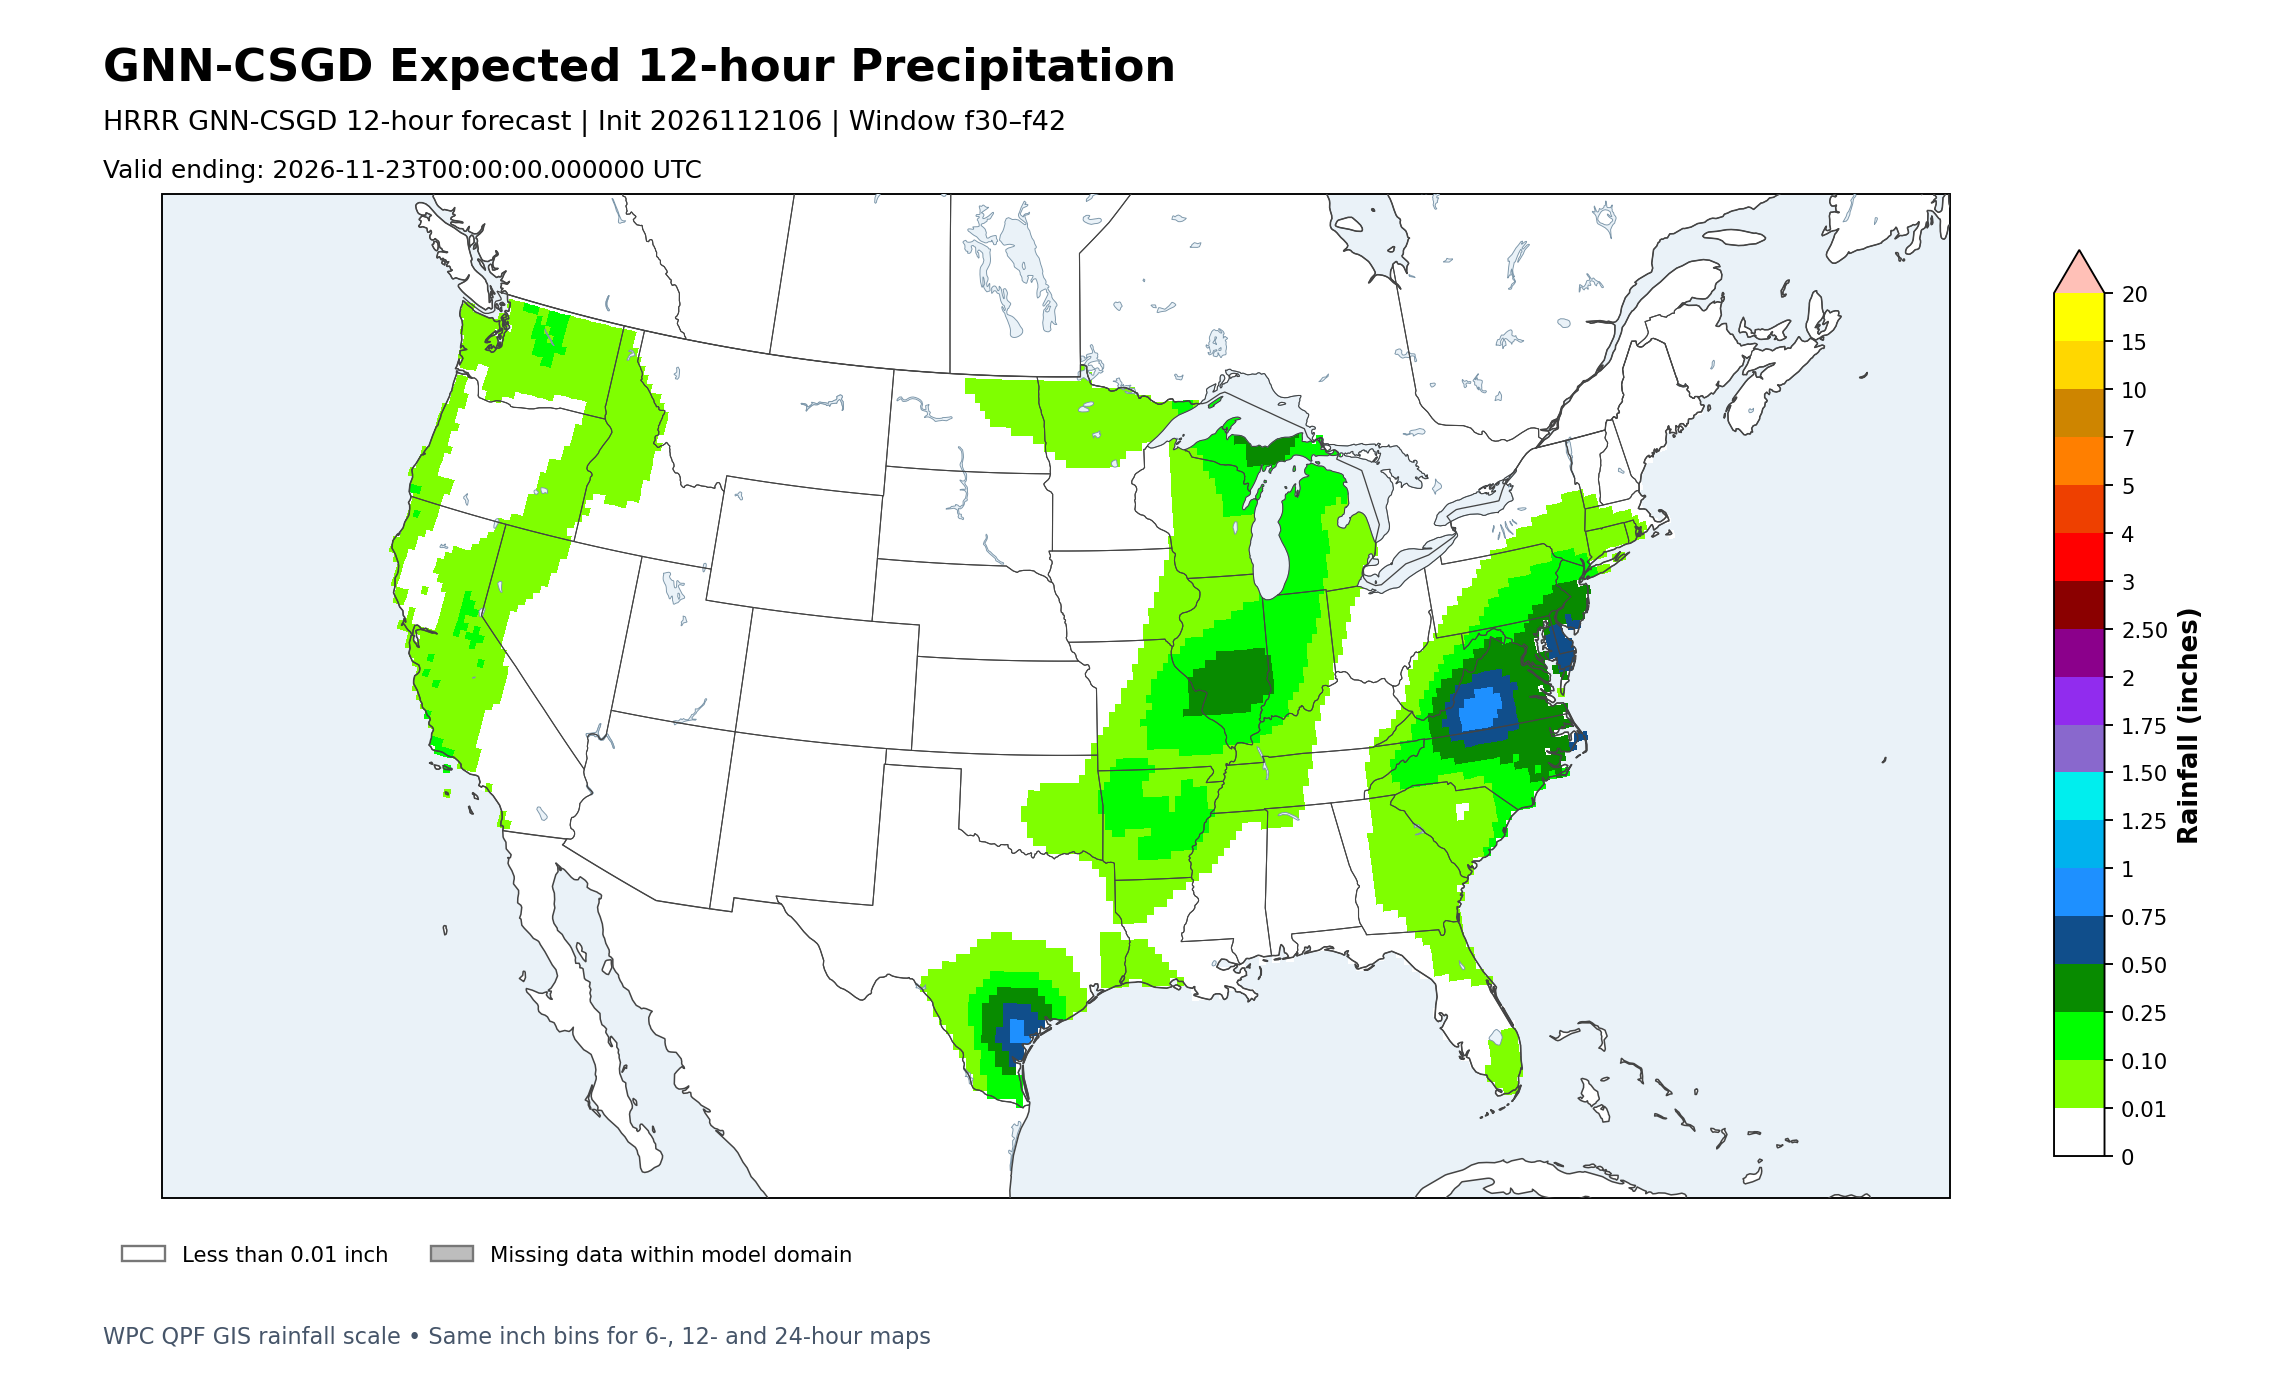 GNN-CSGD Expected 12-hour Precipitation
HRRR GNN-CSGD 12-hour forecast | Init 2026112106 | Window f30–f42
Valid ending: 2026-11-23T00:00:00.000000 UTC
20
15
10
7
5
4
3
2.50
2
1.75
1.50
1.25
1
0.75
0.50
0.25
0.10
0.01
0
Rainfall (inches)
Less than 0.01 inch
Missing data within model domain
WPC QPF GIS rainfall scale • Same inch bins for 6-, 12- and 24-hour maps